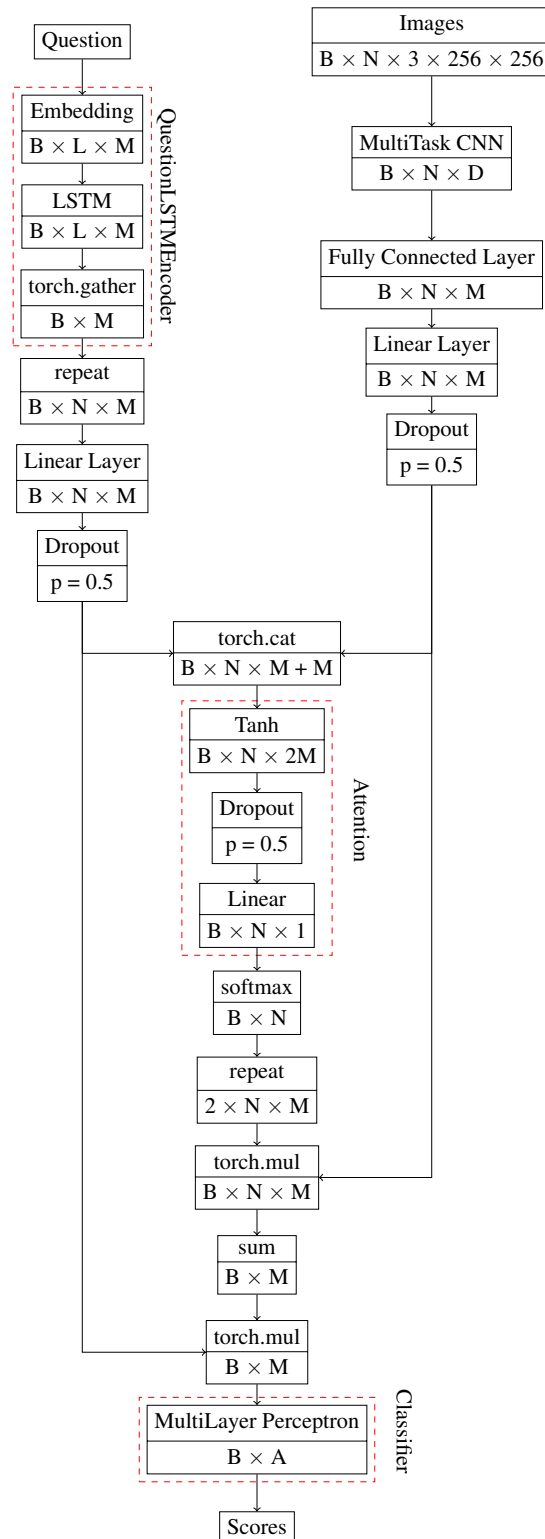 Question
Embedding
B × L × M
LSTM
B × L × M
torch.gather
B × M
QuestionLSTMEncoder
repeat
B × N × M
Linear Layer
B × N × M
Dropout
p = 0.5
Images
B × N × 3 × 256 × 256
MultiTask CNN
B × N × D
Fully Connected Layer
B × N × M
Linear Layer
B × N × M
Dropout
p = 0.5
torch.cat
B × N × M + M
Tanh
B × N × 2M
Dropout
p = 0.5
Linear
B × N × 1
Attention
softmax
B × N
repeat
2 × N × M
torch.mul
B × N × M
sum
B × M
torch.mul
B × M
MultiLayer Perceptron
B × A
Classifier
Scores